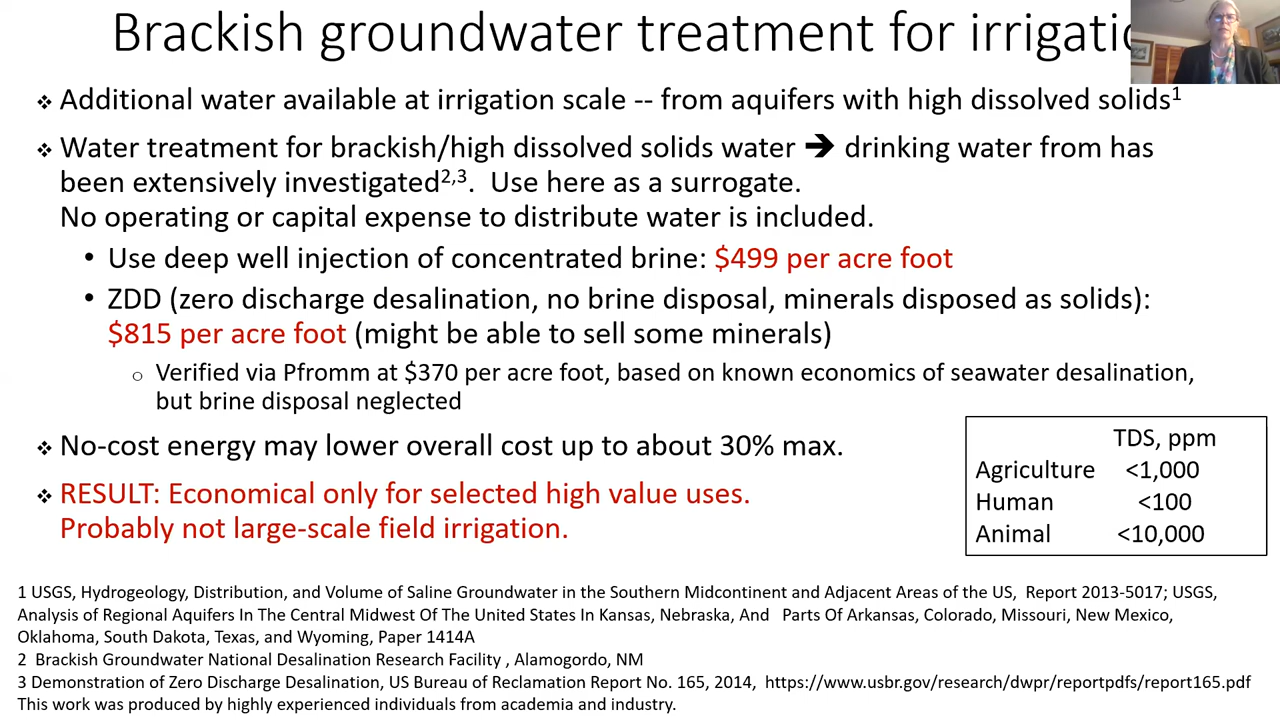 Brackish groundwater treatment for irrigatio
❖ Additional water available at irrigation scale -- from aquifers with high dissolved solids1
❖ Water treatment for brackish/high dissolved solids water 🡺 drinking water from has
been extensively investigated2,3. Use here as a surrogate.
No operating or capital expense to distribute water is included.
• Use deep well injection of concentrated brine: $499 per acre foot
• ZDD (zero discharge desalination, no brine disposal, minerals disposed as solids):
$815 per acre foot (might be able to sell some minerals)
o Verified via Pfromm at $370 per acre foot, based on known economics of seawater desalination,
but brine disposal neglected
❖ No-cost energy may lower overall cost up to about 30% max.
❖ RESULT: Economical only for selected high value uses.
Probably not large-scale field irrigation.
TDS, ppm
Agriculture <1,000
Human <100
Animal <10,000
1 USGS, Hydrogeology, Distribution, and Volume of Saline Groundwater in the Southern Midcontinent and Adjacent Areas of the US, Report 2013-5017; USGS,
Analysis of Regional Aquifers In The Central Midwest Of The United States In Kansas, Nebraska, And Parts Of Arkansas, Colorado, Missouri, New Mexico,
Oklahoma, South Dakota, Texas, and Wyoming, Paper 1414A
2 Brackish Groundwater National Desalination Research Facility , Alamogordo, NM
3 Demonstration of Zero Discharge Desalination, US Bureau of Reclamation Report No. 165, 2014, https://www.usbr.gov/research/dwpr/reportpdfs/report165.pdf
This work was produced by highly experienced individuals from academia and industry.